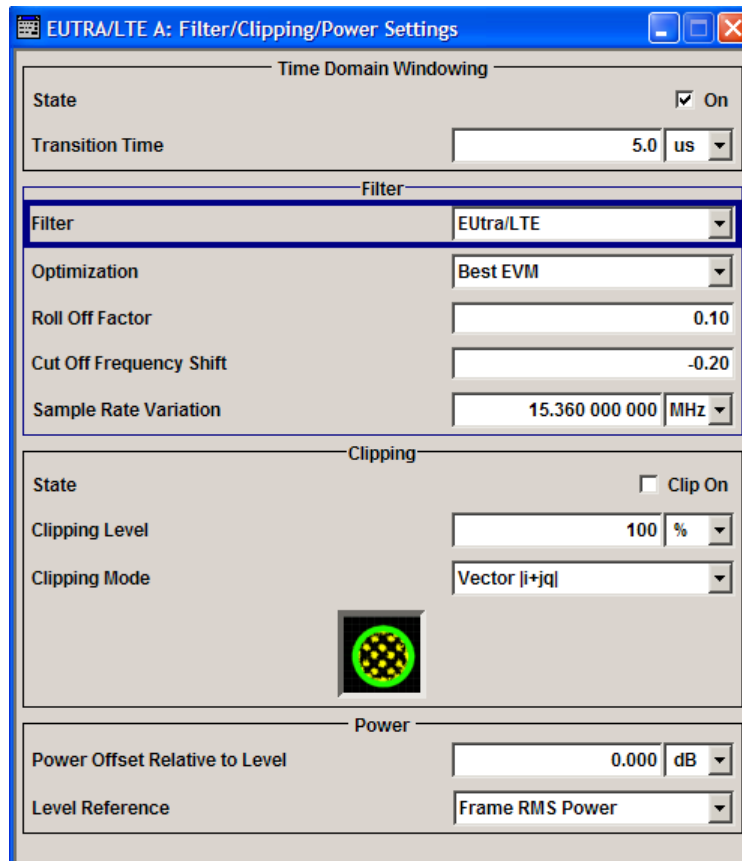 EUTRA/LTE A: Filter/Clipping/Power Settings
Time Domain Windowing
State On
Transition Time 5.0 us
Filter
Filter EUtra/LTE
Optimization Best EVM
Roll Off Factor 0.10
Cut Off Frequency Shift -0.20
Sample Rate Variation 15.360 000 000 MHz
Clipping
State Clip On
Clipping Level 100 %
Clipping Mode Vector |i+jq|
Power
Power Offset Relative to Level 0.000 dB
Level Reference Frame RMS Power